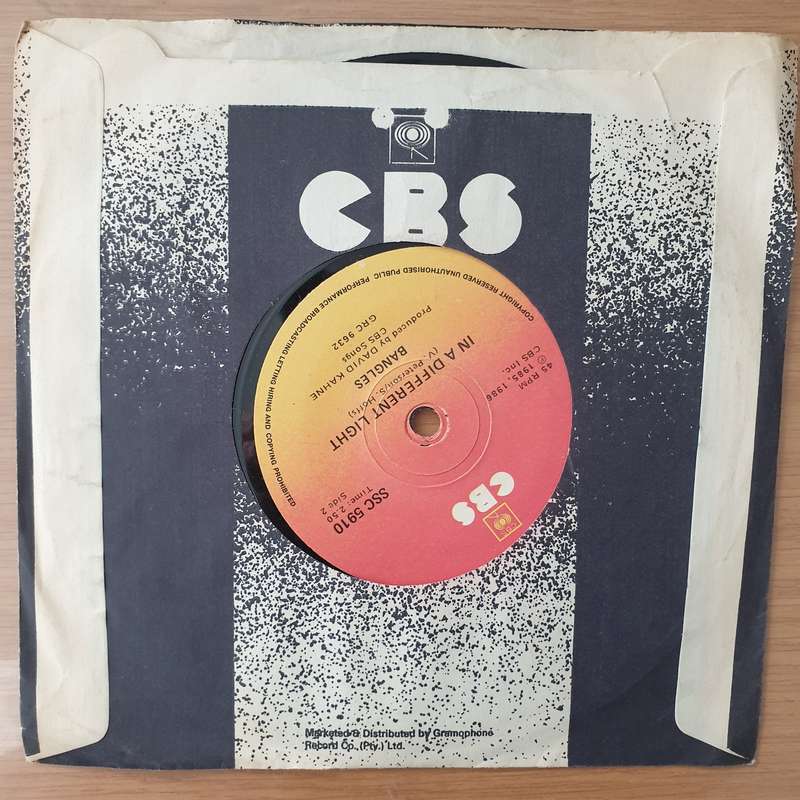 CBS
COPYRIGHT RESERVED UNAUTHORISED PUBLIC PERFORMANCE BROADCASTING LETTING HIRING AND COPYING PROHIBITED
CBS
SSC 5910
Time: 2.50
Side 2
45 RPM
℗ 1985, 1986
CBS Inc.
IN A DIFFERENT LIGHT
(V. Peterson/S. Hoffs)
BANGLES
Produced by DAVID KAHNE
CBS Songs
GRC 9632
Marketed & Distributed by Gramophone
Record Co. (Pty.) Ltd.